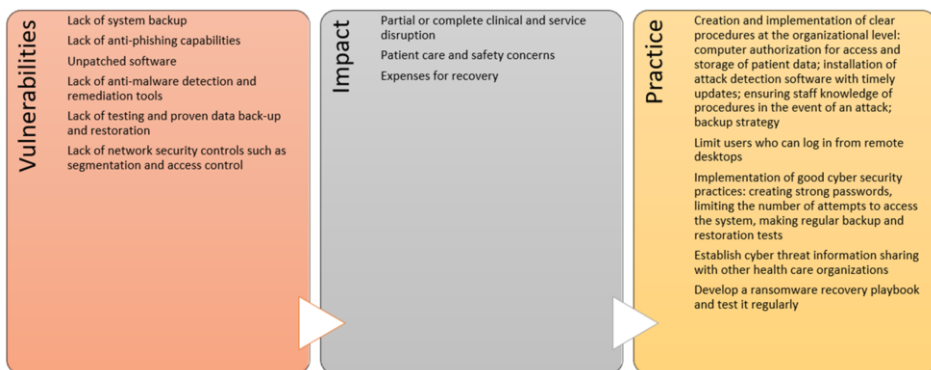 Vulnerabilities
Lack of system backup
Lack of anti-phishing capabilities
Unpatched software
Lack of anti-malware detection and
remediation tools
Lack of testing and proven data back-up
and restoration
Lack of network security controls such as
segmentation and access control
Impact
Partial or complete clinical and service
disruption
Patient care and safety concerns
Expenses for recovery
Practice
Creation and implementation of clear
procedures at the organizational level:
computer authorization for access and
storage of patient data; installation of
attack detection software with timely
updates; ensuring staff knowledge of
procedures in the event of an attack;
backup strategy
Limit users who can log in from remote
desktops
Implementation of good cyber security
practices: creating strong passwords,
limiting the number of attempts to access
the system, making regular backup and
restoration tests
Establish cyber threat information sharing
with other health care organizations
Develop a ransomware recovery playbook
and test it regularly